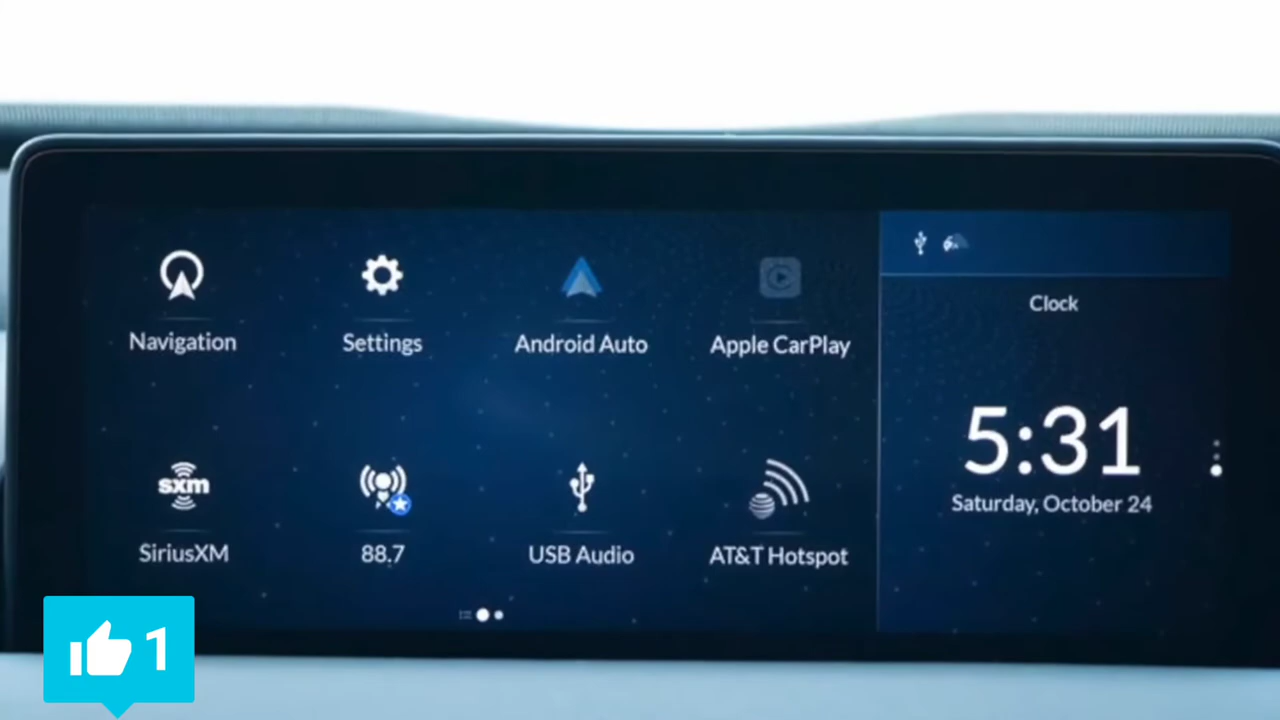 Navigation
Settings
Android Auto
Apple CarPlay
sxm
SiriusXM
88.7
USB Audio
AT&T Hotspot
Clock
5:31
Saturday, October 24
1